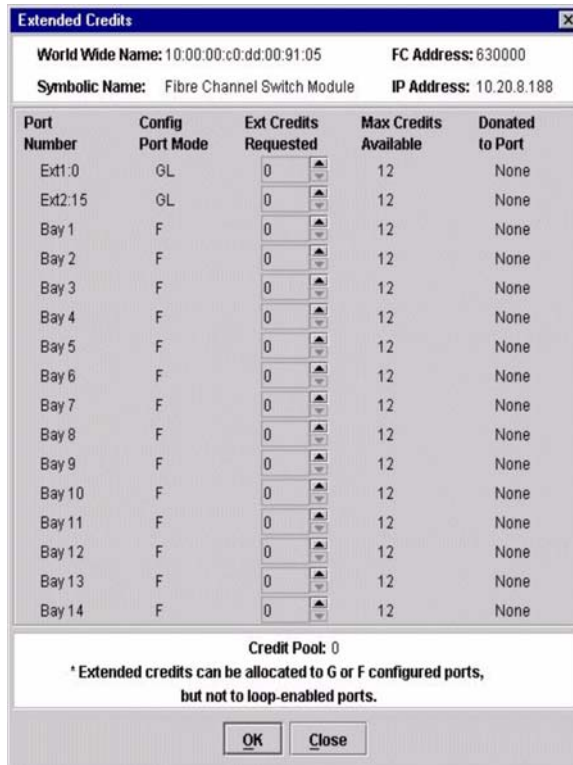 Extended Credits
World Wide Name: 10:00:00:c0:dd:00:91:05 FC Address: 630000
Symbolic Name: Fibre Channel Switch Module IP Address: 10.20.8.188
Port Number Config Port Mode Ext Credits Requested Max Credits Available Donated to Port
Ext1:0 GL 0 12 None
Ext2:15 GL 0 12 None
Bay 1 F 0 12 None
Bay 2 F 0 12 None
Bay 3 F 0 12 None
Bay 4 F 0 12 None
Bay 5 F 0 12 None
Bay 6 F 0 12 None
Bay 7 F 0 12 None
Bay 8 F 0 12 None
Bay 9 F 0 12 None
Bay 10 F 0 12 None
Bay 11 F 0 12 None
Bay 12 F 0 12 None
Bay 13 F 0 12 None
Bay 14 F 0 12 None
Credit Pool: 0
* Extended credits can be allocated to G or F configured ports,
but not to loop-enabled ports.
OK Close